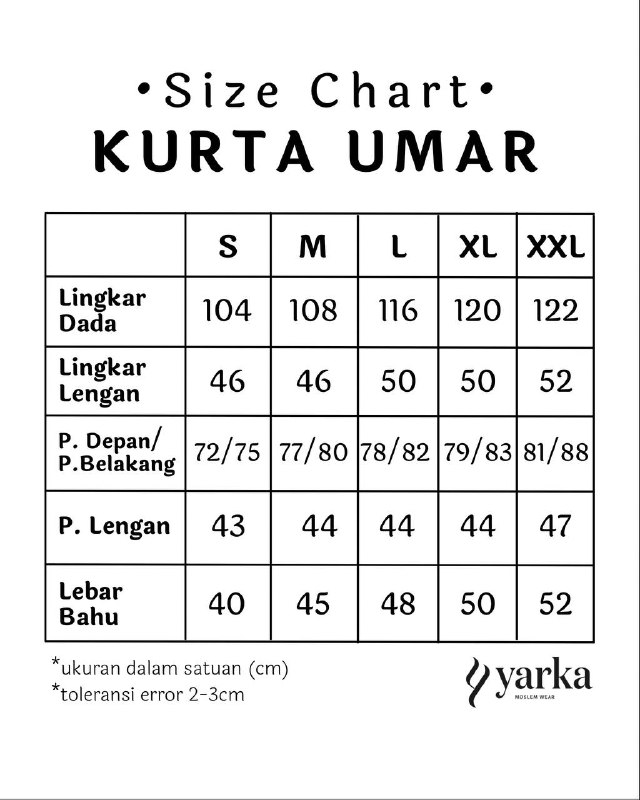 •Size Chart•
KURTA UMAR
S M L XL XXL
Lingkar
Dada
104 108 116 120 122
Lingkar
Lengan
46 46 50 50 52
P. Depan/
P.Belakang
72/75 77/80 78/82 79/83 81/88
P. Lengan 43 44 44 44 47
Lebar
Bahu
40 45 48 50 52
*ukuran dalam satuan (cm)
*toleransi error 2-3cm
yarka
MOSLEM WEAR